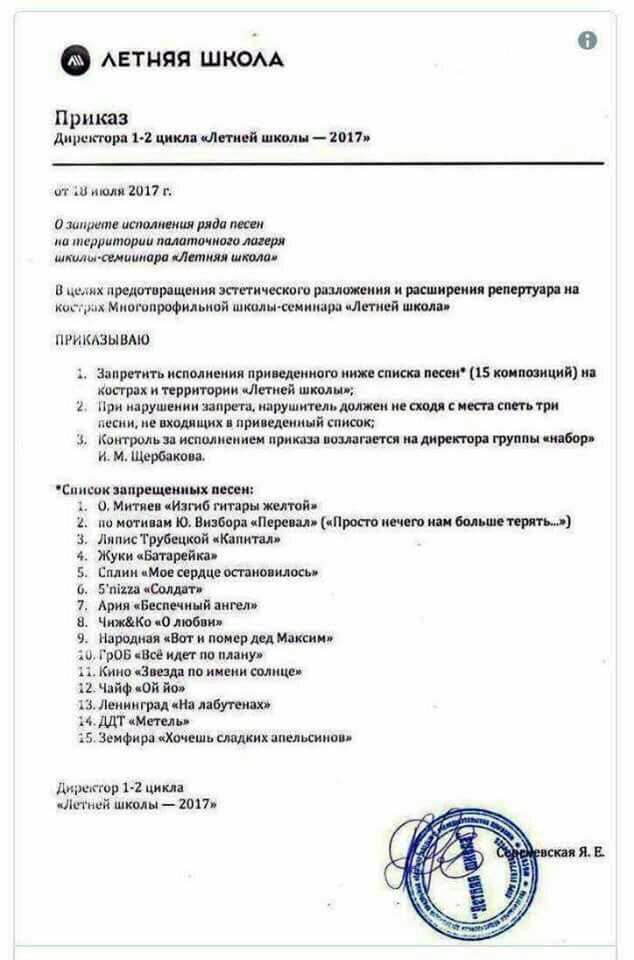 ЛЕТНЯЯ ШКОЛА
Приказ
Директора 1-2 цикла «Летней школы — 2017»
от 18 июля 2017 г.
О запрете исполнения ряда песен
на территории палаточного лагеря
школы-семинара «Летняя школа»
В целях предотвращения эстетического разложения и расширения репертуара на
кострах Многопрофильной школы-семинара «Летней школа»
ПРИКАЗЫВАЮ
1. Запретить исполнения приведенного ниже списка песен* (15 композиций) на
кострах и территории «Летней школы»;
2. При нарушении запрета, нарушитель должен не сходя с места спеть три
песни, не входящих в приведенный список;
3. Контроль за исполнением приказа возлагается на директора группы «набор»
И. М. Щербакова.
*Список запрещенных песен:
1. О. Митяев «Изгиб гитары желтой»
2. по мотивам Ю. Визбора «Перевал» («Просто нечего нам больше терять...»)
3. Ляпис Трубецкой «Капитал»
4. Жуки «Батарейка»
5. Сплин «Мое сердце остановилось»
6. 5'nizza «Солдат»
7. Ария «Беспечный ангел»
8. Чиж&Ко «О любви»
9. Народная «Вот и помер дед Максим»
10. ГрОБ «Всё идет по плану»
11. Кино «Звезда по имени солнце»
12. Чайф «Ой йо»
13. Ленинград «На лабутенах»
14. ДДТ «Метель»
15. Земфира «Хочешь сладких апельсинов»
Директор 1-2 цикла
«Летней школы — 2017»
Я. Е.
"Летняя школа"